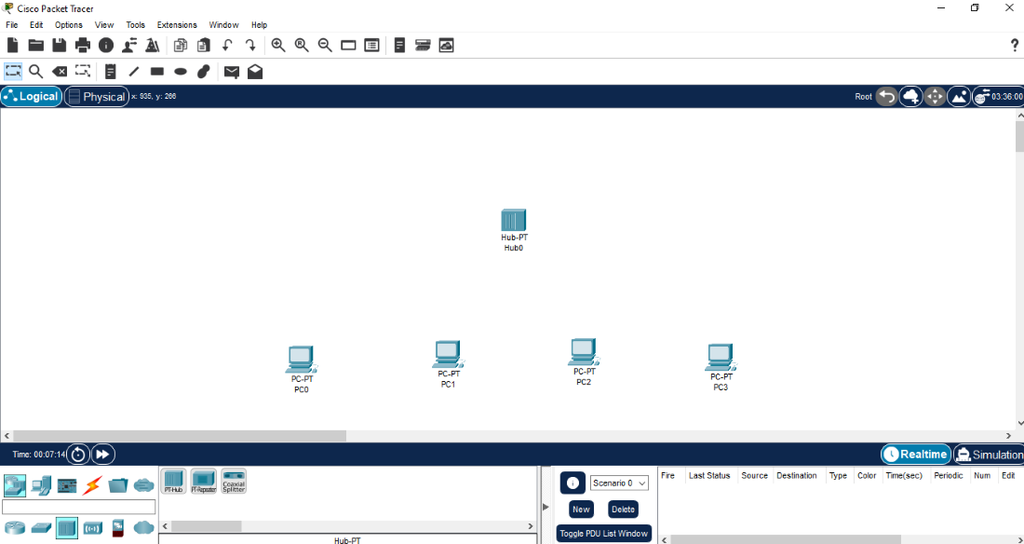 Cisco Packet Tracer
File Edit Options View Tools Extensions Window Help
?
Logical Physical x: 935, y: 266 Root 03:36:00
Hub-PT
Hub0
PC-PT
PC0
PC-PT
PC1
PC-PT
PC2
PC-PT
PC3
Time: 00:07:14 Realtime Simulation
PT-Hub PT-Repeater Coaxial Splitter
Scenario 0
New Delete
Toggle PDU List Window
Fire Last Status Source Destination Type Color Time(sec) Periodic Num Edit
Hub-PT